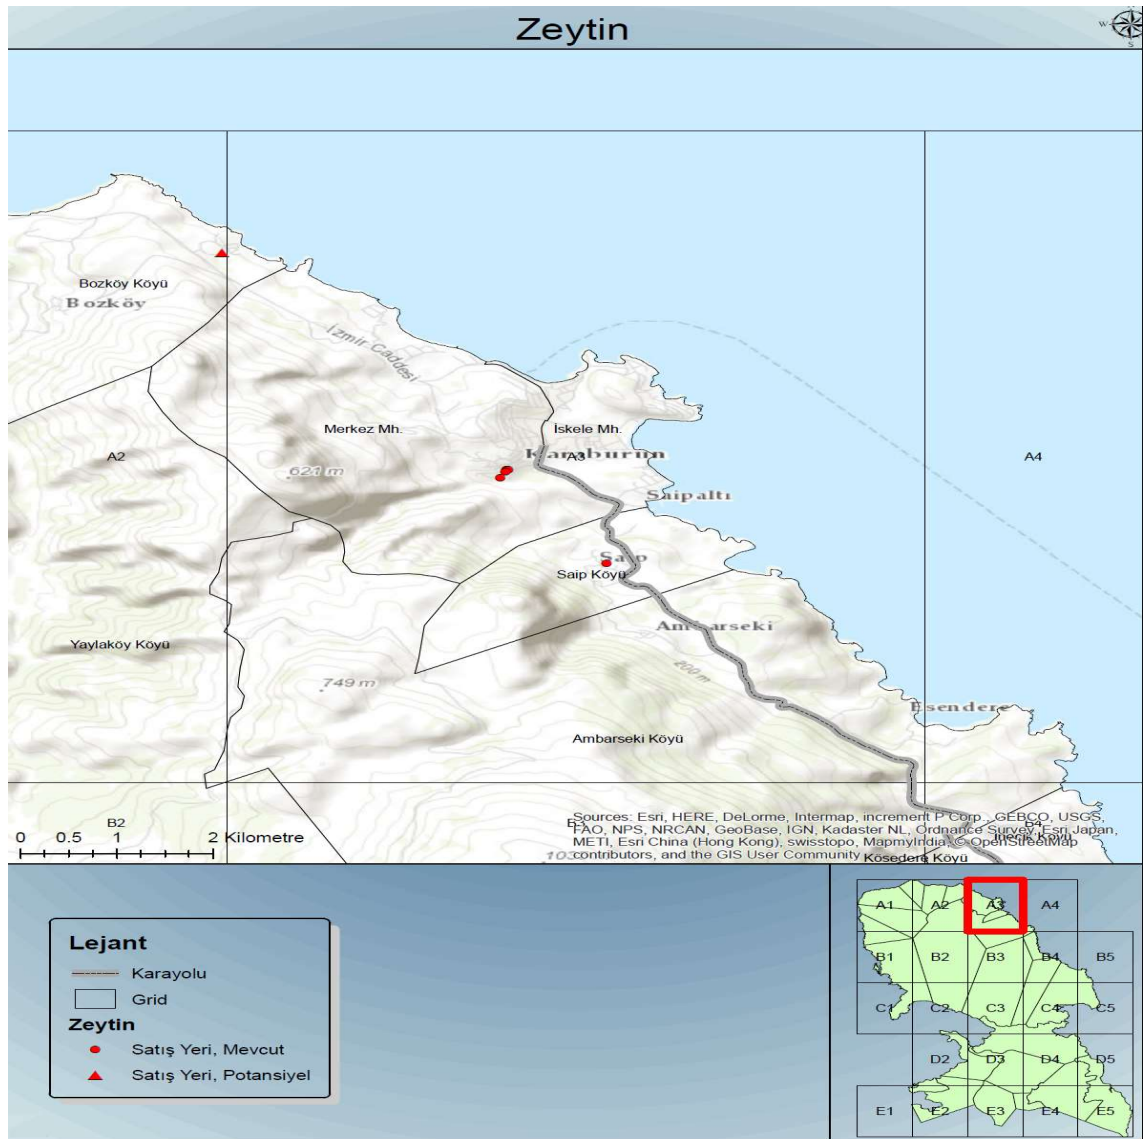 Zeytin
W
S
Bozköy Köyü
Bozköy
İzmir Caddesi
Merkez Mh.
İskele Mh.
Karaburun
A2
A3
A4
621 m
Saipaltı
Saip
Saip Köyü
Ambarseki
Yaylaköy Köyü
200 m
749 m
Esendere
Ambarseki Köyü
B2
B3
B4
0 0.5 1 2 Kilometre
Sources: Esri, HERE, DeLorme, Intermap, increment P Corp., GEBCO, USGS,
FAO, NPS, NRCAN, GeoBase, IGN, Kadaster NL, Ordnance Survey, Esri Japan,
METI, Esri China (Hong Kong), swisstopo, MapmyIndia, © OpenStreetMap
contributors, and the GIS User Community
İnecik Köyü
Kösedere Köyü
Lejant
Karayolu
Grid
Zeytin
Satış Yeri, Mevcut
Satış Yeri, Potansiyel
A1 A2 A3 A4
B1 B2 B3 B4 B5
C1 C2 C3 C4 C5
D2 D3 D4 D5
E1 E2 E3 E4 E5